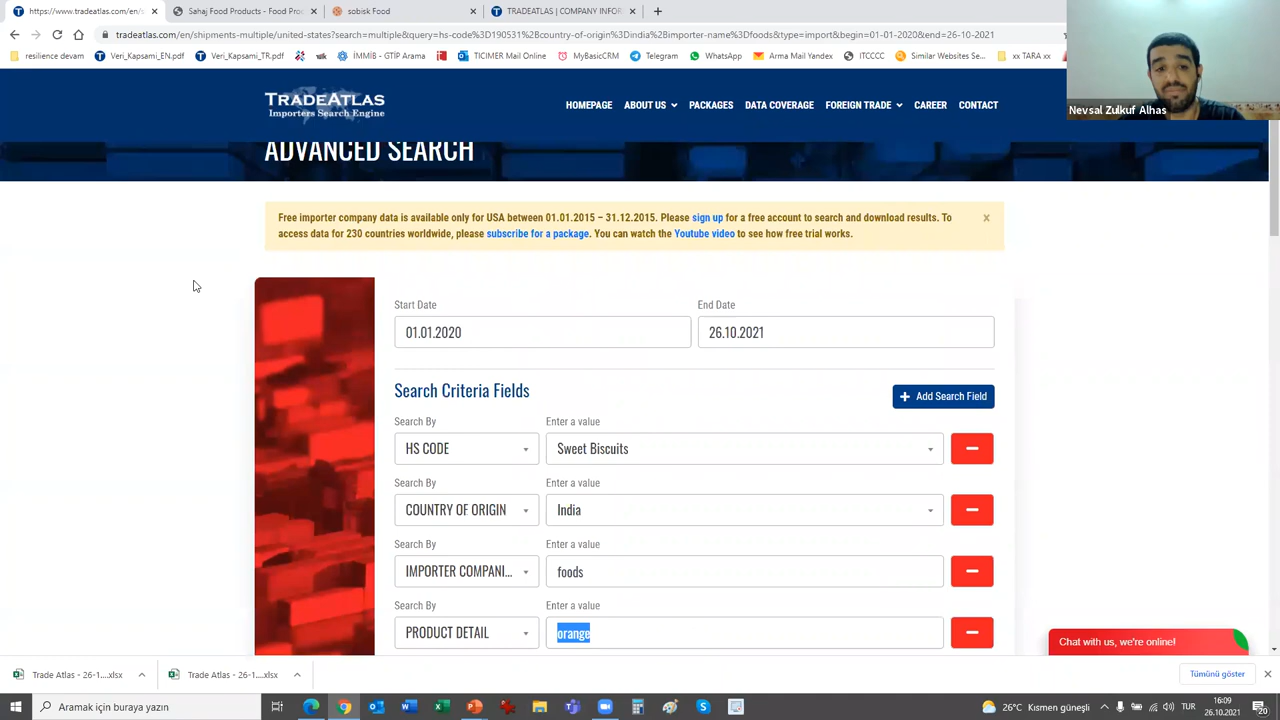 https://www.tradeatlas.com/en/s
Sahaj Food Products - Food Pro
sobisk Food
TRADEATLAS | COMPANY INFOR
tradeatlas.com/en/shipments-multiple/united-states?search=multiple&query=hs-code%3D190531%2Ccountry-of-origin%3Dindia%2Cimporter-name%3Dfoods&type=import&begin=01-01-2020&end=26-10-2021
resilience devam
Veri_Kapsami_EN.pdf
Veri_Kapsami_TR.pdf
İMMİB - GTİP Arama
TICIMER Mail Online
MyBasicCRM
Telegram
WhatsApp
Arma Mail Yandex
ITCCCC
Similar Websites Se...
xx TARA xx
Nevsal Zulkuf Alhas
TRADEATLAS
Importers Search Engine
HOMEPAGE ABOUT US PACKAGES DATA COVERAGE FOREIGN TRADE CAREER CONTACT
ADVANCED SEARCH
Free importer company data is available only for USA between 01.01.2015 – 31.12.2015. Please sign up for a free account to search and download results. To
access data for 230 countries worldwide, please subscribe for a package. You can watch the Youtube video to see how free trial works.
×
Start Date End Date
01.01.2020 26.10.2021
Search Criteria Fields
+ Add Search Field
Search By Enter a value
HS CODE Sweet Biscuits
Search By Enter a value
COUNTRY OF ORIGIN India
Search By Enter a value
IMPORTER COMPANI... foods
Search By Enter a value
PRODUCT DETAIL orange
Chat with us, we're online!
Trade Atlas - 26-1....xlsx
Trade Atlas - 26-1....xlsx
Tümünü göster
Aramak için buraya yazın
26°C Kısmen güneşli
TUR
16:09
26.10.2021
20